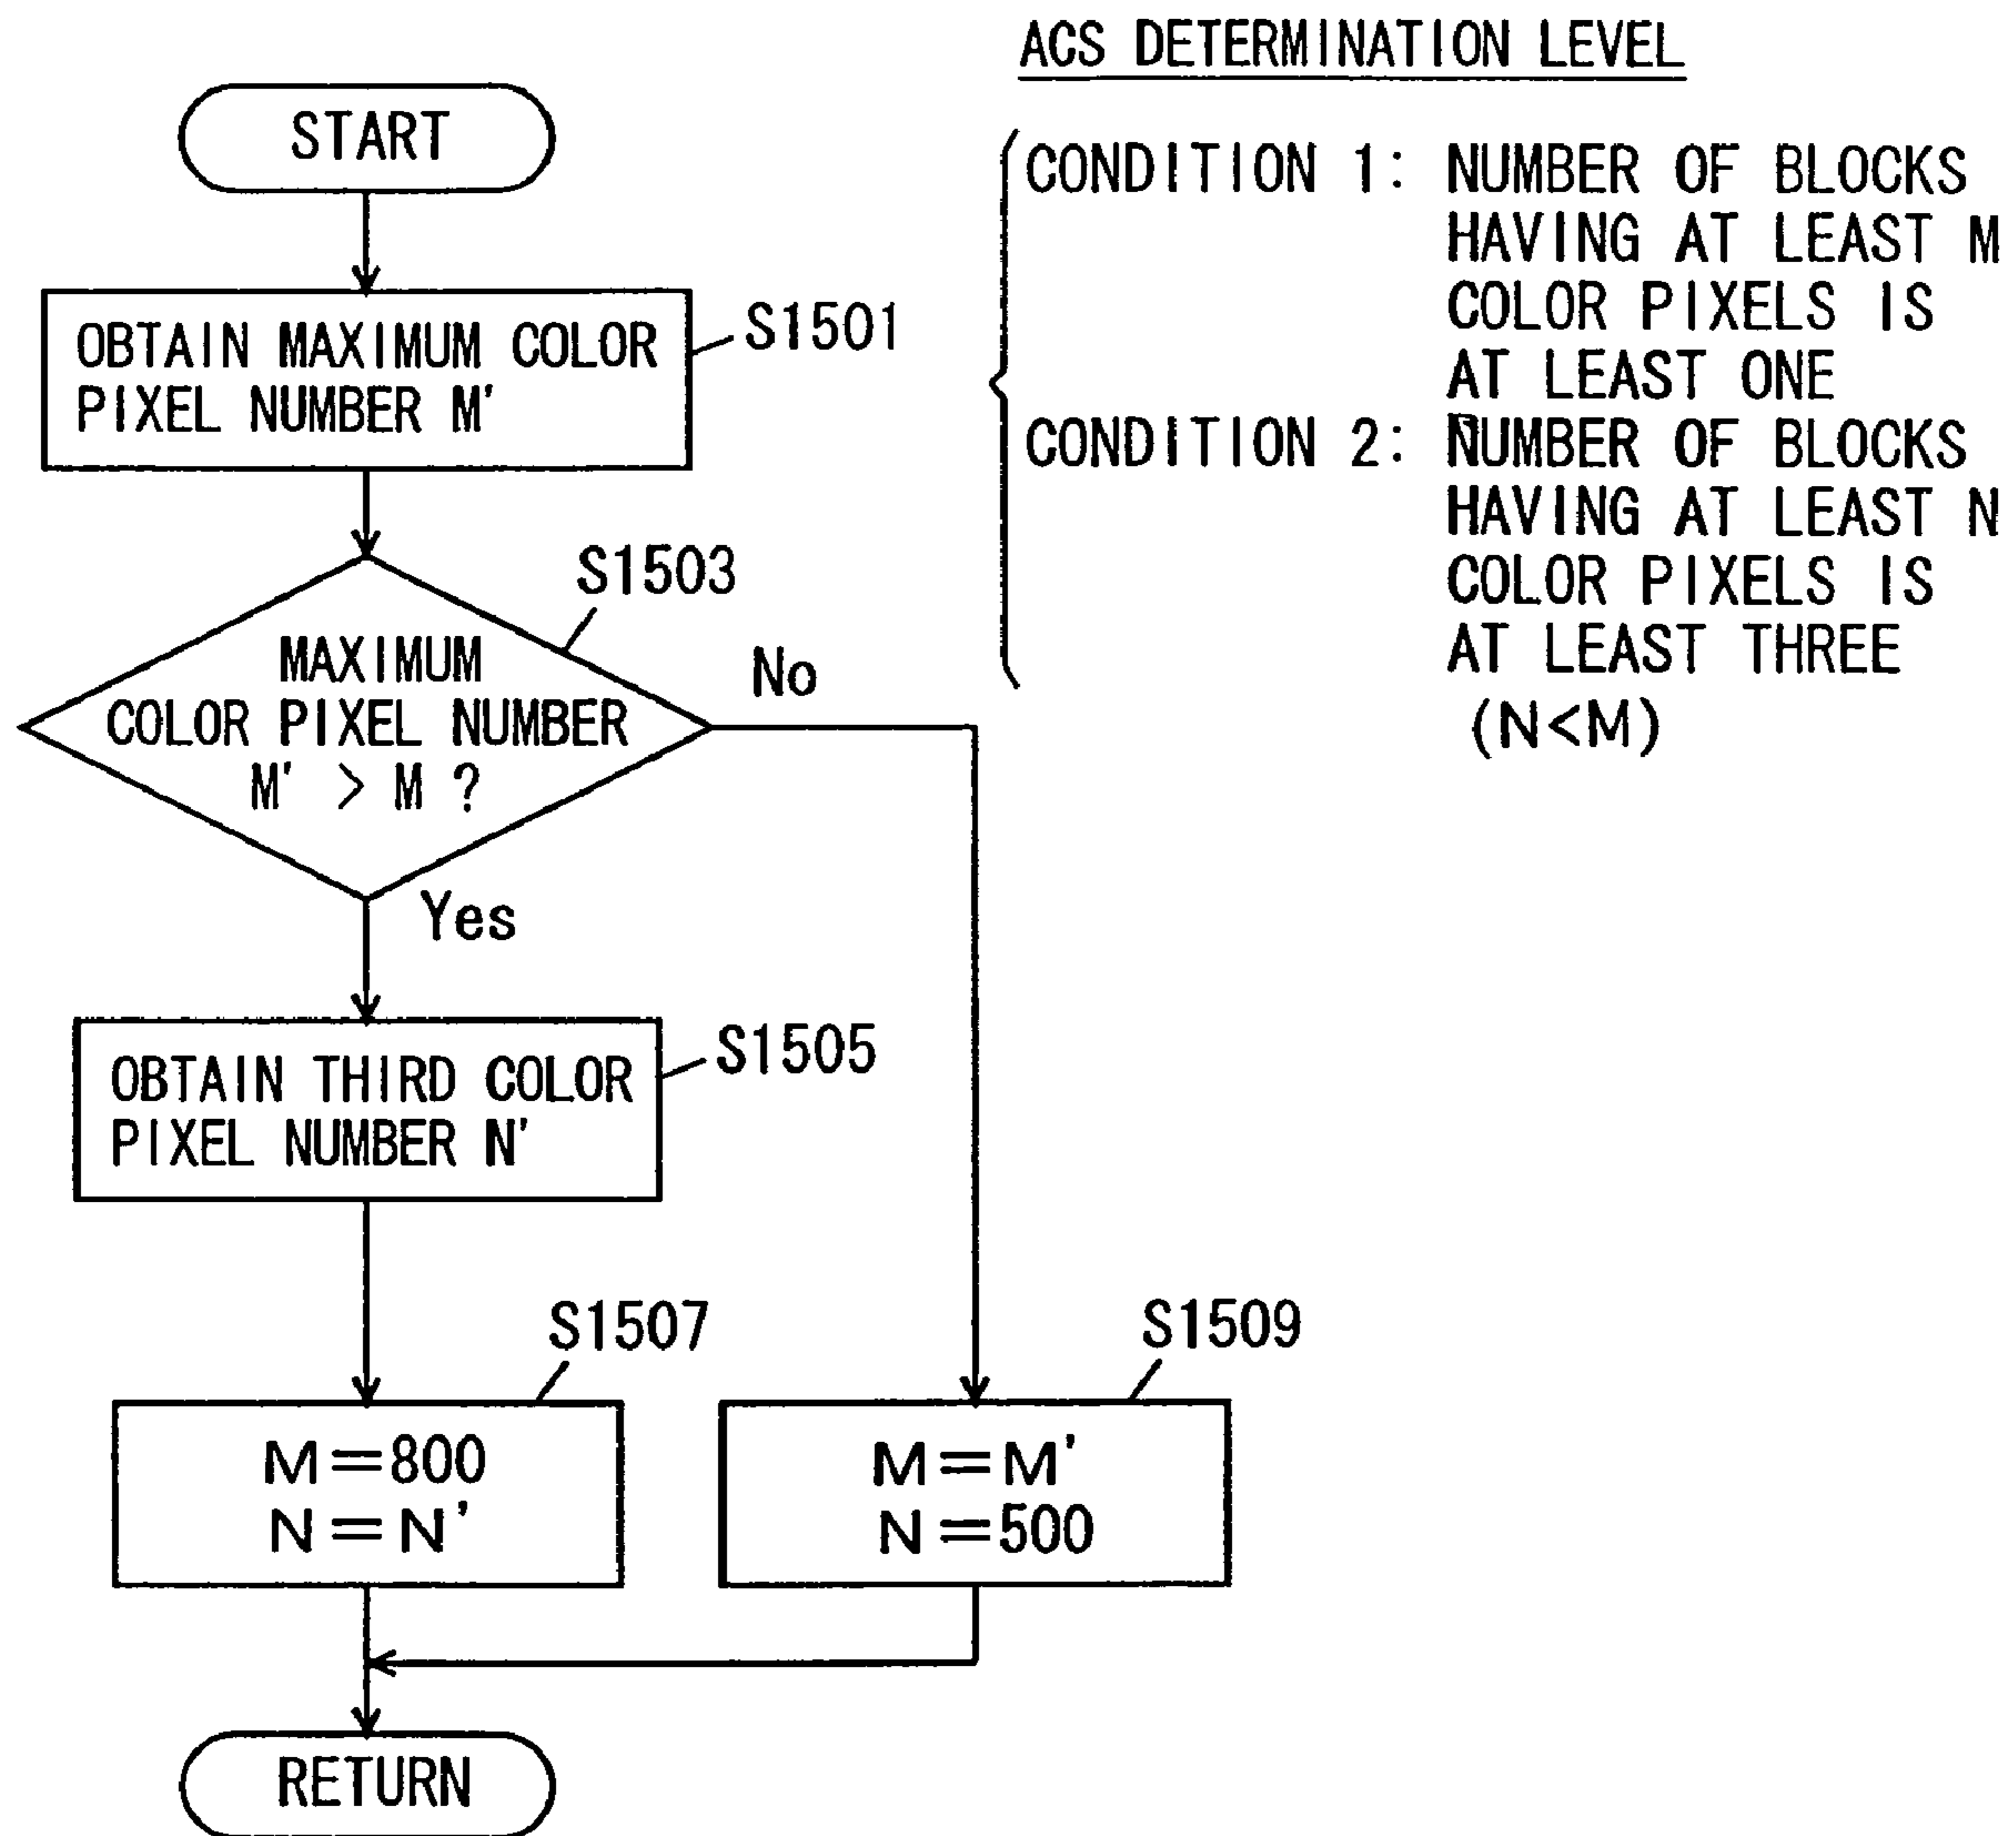 ACS DETERMINATION LEVEL
START
CONDITION 1: NUMBER OF BLOCKS
HAVING AT LEAST M
COLOR PIXELS IS
AT LEAST ONE
CONDITION 2: NUMBER OF BLOCKS
HAVING AT LEAST N
COLOR PIXELS IS
AT LEAST THREE
(N<M)
S1501
OBTAIN MAXIMUM COLOR
PIXEL NUMBER M'
S1503
MAXIMUM
COLOR PIXEL NUMBER
M' > M ?
No
Yes
S1505
OBTAIN THIRD COLOR
PIXEL NUMBER N'
S1507
M=800
N=N'
S1509
M=M'
N=500
RETURN